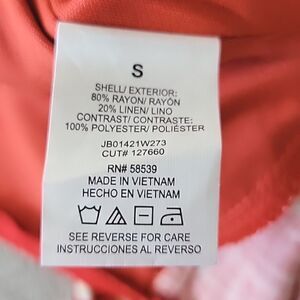 S
SHELL/ EXTERIOR:
80% RAYON/ RAYÓN
20% LINEN/ LINO
CONTRAST/ CONTRASTE:
100% POLYESTER/ POLIÉSTER
JB01421W273
CUT# 127660
RN# 58539
MADE IN VIETNAM
HECHO EN VIETNAM
SEE REVERSE FOR CARE
INSTRUCCIONES AL REVERSO